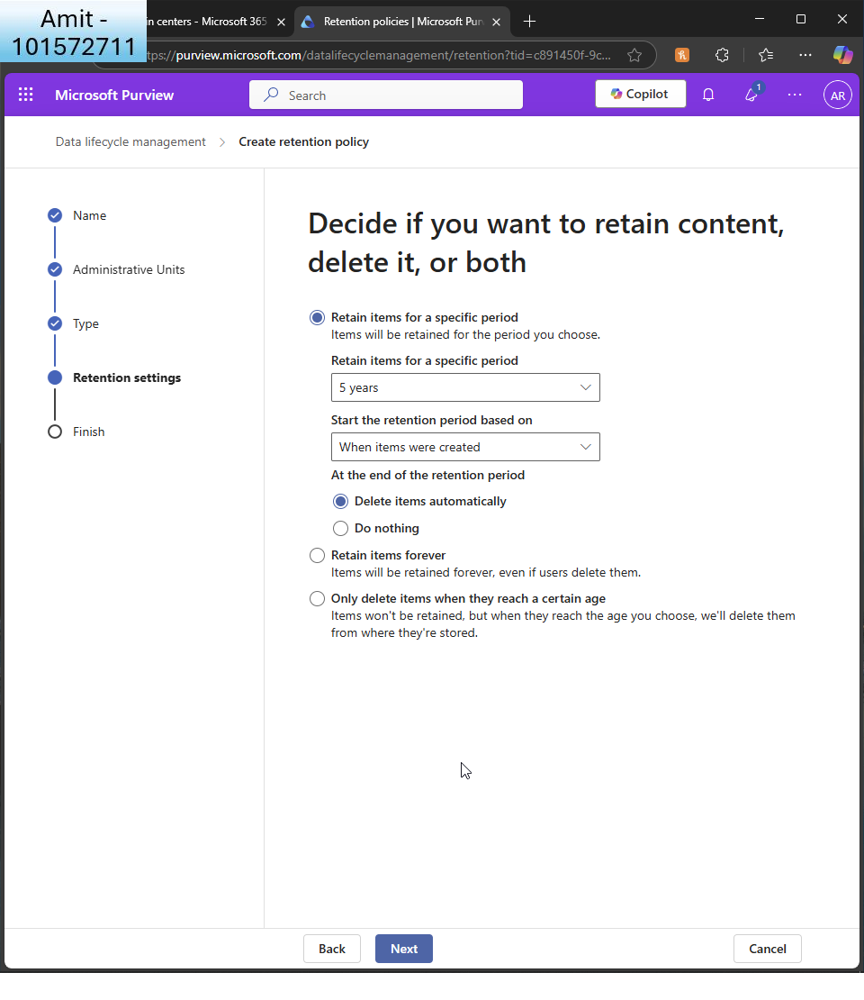 Amit -
101572711
in centers - Microsoft 365
Retention policies | Microsoft Pur
tps://purview.microsoft.com/datalifecyclemanagement/retention?tid=c891450f-9c...
Microsoft Purview
Search
Copilot
1
AR
Data lifecycle management > Create retention policy
Name
Administrative Units
Type
Retention settings
Finish
Decide if you want to retain content,
delete it, or both
Retain items for a specific period
Items will be retained for the period you choose.
Retain items for a specific period
5 years
Start the retention period based on
When items were created
At the end of the retention period
Delete items automatically
Do nothing
Retain items forever
Items will be retained forever, even if users delete them.
Only delete items when they reach a certain age
Items won't be retained, but when they reach the age you choose, we'll delete them
from where they're stored.
Back
Next
Cancel